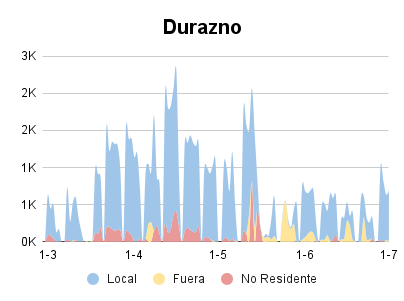 Durazno
3K
2K
2K
1K
1K
0K
1-3
1-4
1-5
1-6
1-7
Local
Fuera
No Residente